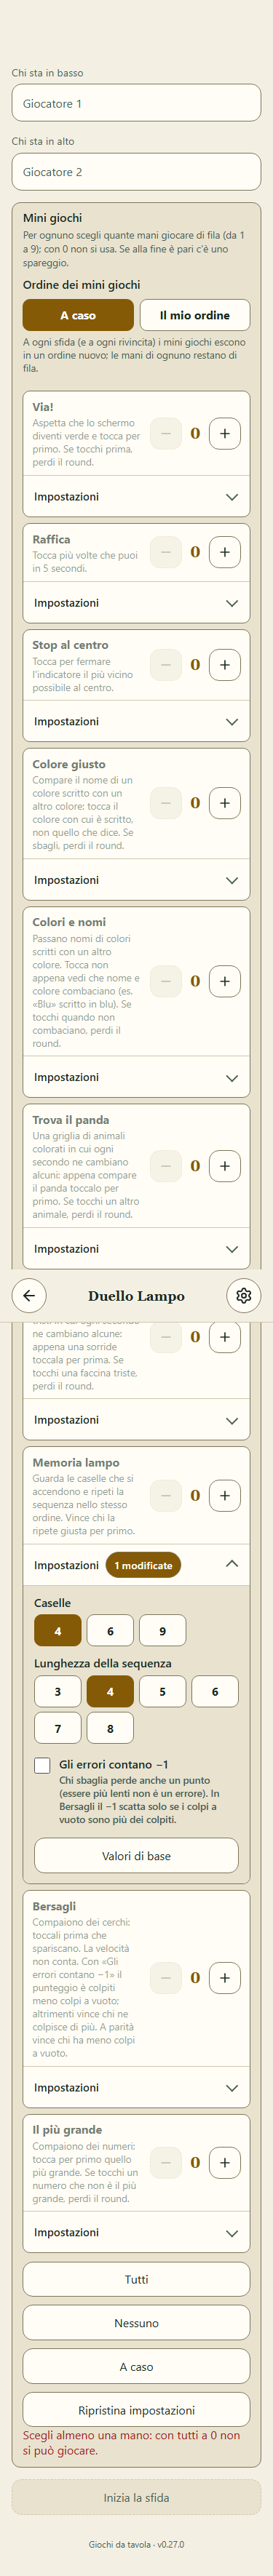 Chi sta in basso
Giocatore 1
Chi sta in alto
Giocatore 2
Mini giochi
Per ognuno scegli quante mani giocare di fila (da 1
a 9); con 0 non si usa. Se alla fine è pari c'è uno
spareggio.
Ordine dei mini giochi
A caso
Il mio ordine
A ogni sfida (e a ogni rivincita) i mini giochi escono
in un ordine nuovo; le mani di ognuno restano di
fila.
Via!
Aspetta che lo schermo
diventi verde e tocca per
primo. Se tocchi prima,
perdi il round.
− 0 +
Impostazioni
Raffica
Tocca più volte che puoi
in 5 secondi.
− 0 +
Impostazioni
Stop al centro
Tocca per fermare
l'indicatore il più vicino
possibile al centro.
− 0 +
Impostazioni
Colore giusto
Compare il nome di un
colore scritto con un
altro colore: tocca il
colore con cui è scritto,
non quello che dice. Se
sbagli, perdi il round.
− 0 +
Impostazioni
Colori e nomi
Passano nomi di colori
scritti con un altro
colore. Tocca non
appena vedi che nome e
colore combaciano (es.
«Blu» scritto in blu). Se
tocchi quando non
combaciano, perdi il
round.
− 0 +
Impostazioni
Trova il panda
Una griglia di animali
colorati in cui ogni
secondo ne cambiano
alcuni: appena compare
il panda toccalo per
primo. Se tocchi un altro
animale, perdi il round.
− 0 +
Impostazioni
Duello Lampo
ne cambiano alcune:
appena una sorride
toccala per prima. Se
tocchi una faccina triste,
perdi il round.
− 0 +
Impostazioni
Memoria lampo
Guarda le caselle che si
accendono e ripeti la
sequenza nello stesso
ordine. Vince chi la
ripete giusta per primo.
− 0 +
Impostazioni
1 modificate
Caselle
4 6 9
Lunghezza della sequenza
3 4 5 6
7 8
Gli errori contano −1
Chi sbaglia perde anche un punto
(essere più lenti non è un errore). In
Bersagli il −1 scatta solo se i colpi a
vuoto sono più dei colpiti.
Valori di base
Bersagli
Compaiono dei cerchi:
toccali prima che
spariscano. La velocità
non conta. Con «Gli
errori contano −1» il
punteggio è colpiti
meno colpi a vuoto;
altrimenti vince chi ne
colpisce di più. A parità
vince chi ha meno colpi
a vuoto.
− 0 +
Impostazioni
Il più grande
Compaiono dei numeri:
tocca per primo quello
più grande. Se tocchi un
numero che non è il più
grande, perdi il round.
− 0 +
Impostazioni
Tutti
Nessuno
A caso
Ripristina impostazioni
Scegli almeno una mano: con tutti a 0 non
si può giocare.
Inizia la sfida
Giochi da tavola · v0.27.0